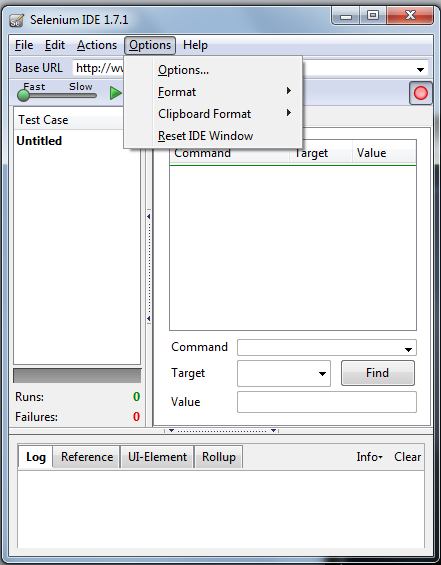 Selenium IDE 1.7.1
File Edit Actions Options Help
Base URL http://w
Options...
Fast Slow
Format
Clipboard Format
Reset IDE Window
Test Case
Untitled
Command Target Value
Command
Target Find
Value
Runs: 0
Failures: 0
Log Reference UI-Element Rollup Info Clear